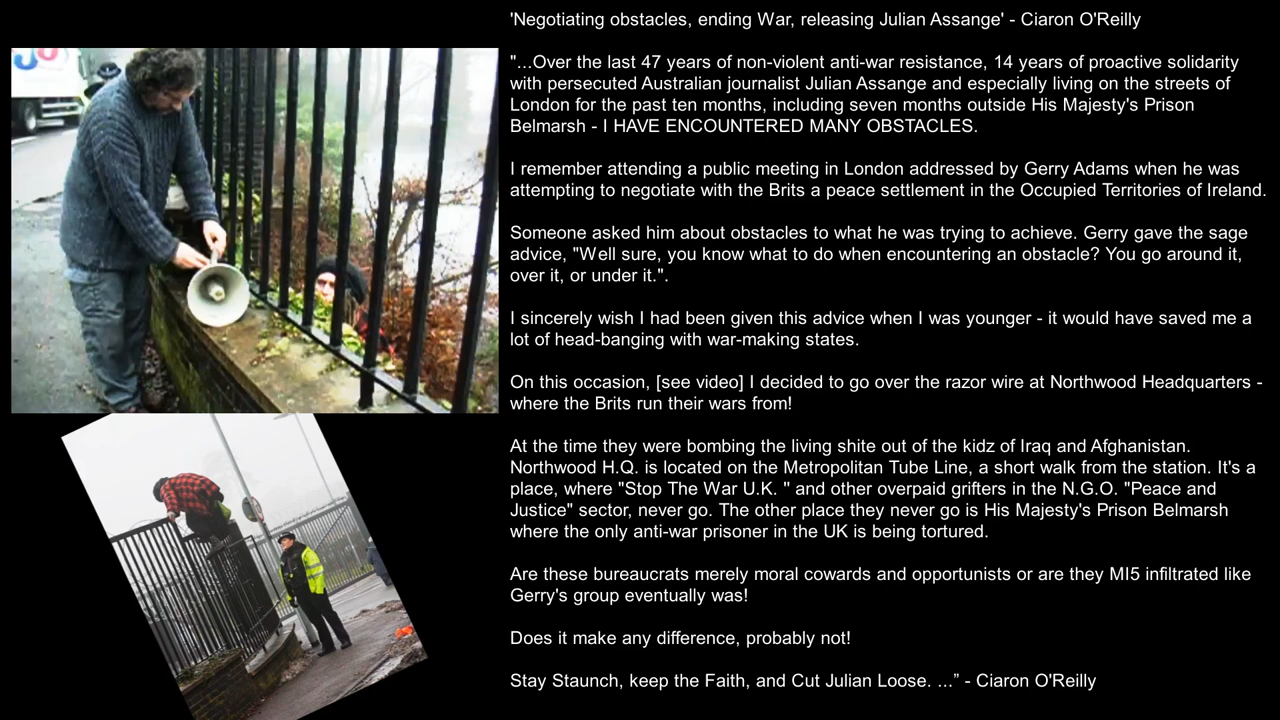 'Negotiating obstacles, ending War, releasing Julian Assange' - Ciaron O'Reilly
"...Over the last 47 years of non-violent anti-war resistance, 14 years of proactive solidarity
with persecuted Australian journalist Julian Assange and especially living on the streets of
London for the past ten months, including seven months outside His Majesty's Prison
Belmarsh - I HAVE ENCOUNTERED MANY OBSTACLES.
I remember attending a public meeting in London addressed by Gerry Adams when he was
attempting to negotiate with the Brits a peace settlement in the Occupied Territories of Ireland.
Someone asked him about obstacles to what he was trying to achieve. Gerry gave the sage
advice, "Well sure, you know what to do when encountering an obstacle? You go around it,
over it, or under it.".
I sincerely wish I had been given this advice when I was younger - it would have saved me a
lot of head-banging with war-making states.
On this occasion, [see video] I decided to go over the razor wire at Northwood Headquarters -
where the Brits run their wars from!
At the time they were bombing the living shite out of the kidz of Iraq and Afghanistan.
Northwood H.Q. is located on the Metropolitan Tube Line, a short walk from the station. It's a
place, where "Stop The War U.K. " and other overpaid grifters in the N.G.O. "Peace and
Justice" sector, never go. The other place they never go is His Majesty's Prison Belmarsh
where the only anti-war prisoner in the UK is being tortured.
Are these bureaucrats merely moral cowards and opportunists or are they MI5 infiltrated like
Gerry's group eventually was!
Does it make any difference, probably not!
Stay Staunch, keep the Faith, and Cut Julian Loose. ...” - Ciaron O'Reilly